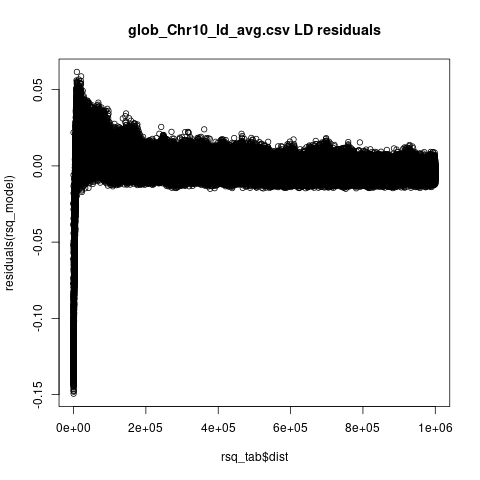 glob_Chr10_ld_avg.csv LD residuals
residuals(rsq_model)
0.05
0.00
-0.05
-0.10
-0.15
0e+00 2e+05 4e+05 6e+05 8e+05 1e+06
rsq_tab$dist